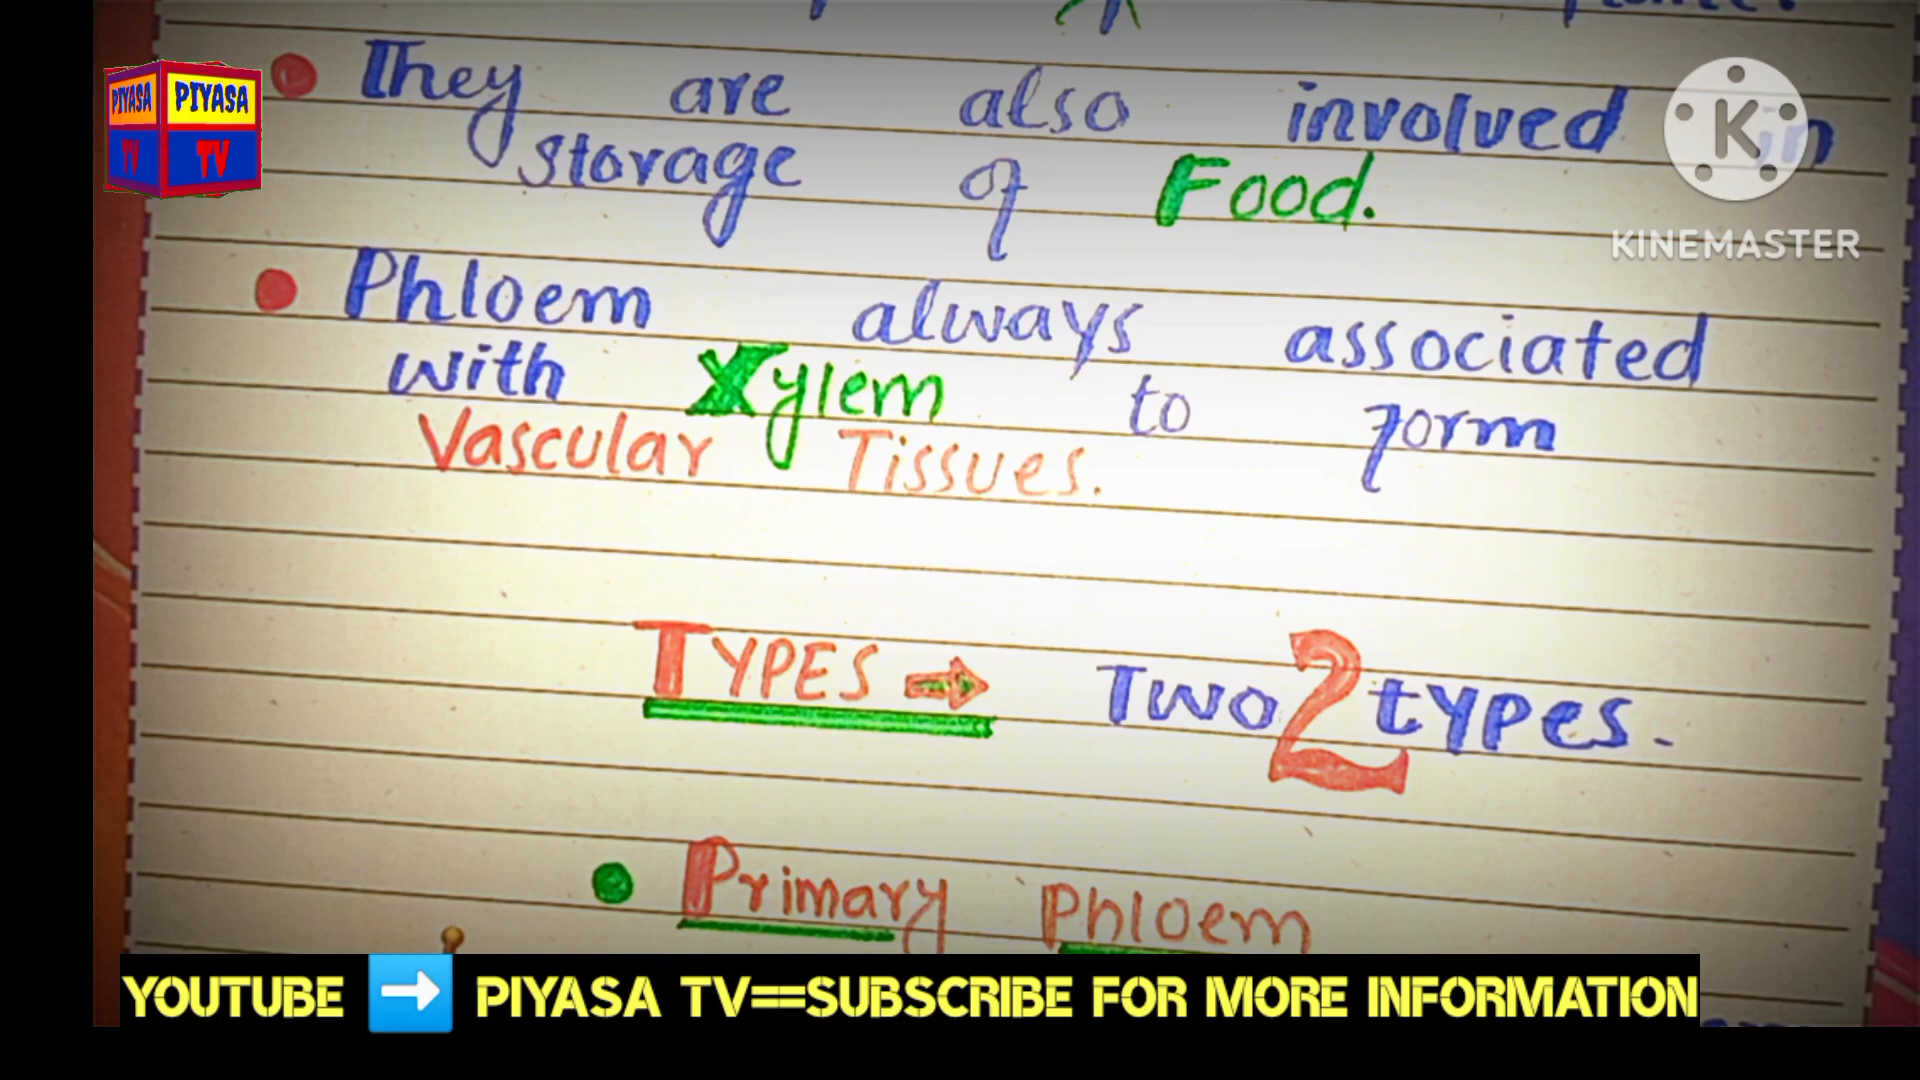 They are also involved in
storage of Food.
Phloem always associated
with Xylem to form
Vascular Tissues.
TYPES → Two 2 types.
Primary Phloem
PIYASA PIYASA
TV TV
K
KINEMASTER
YOUTUBE ➡ PIYASA TV==SUBSCRIBE FOR MORE INFORMATION